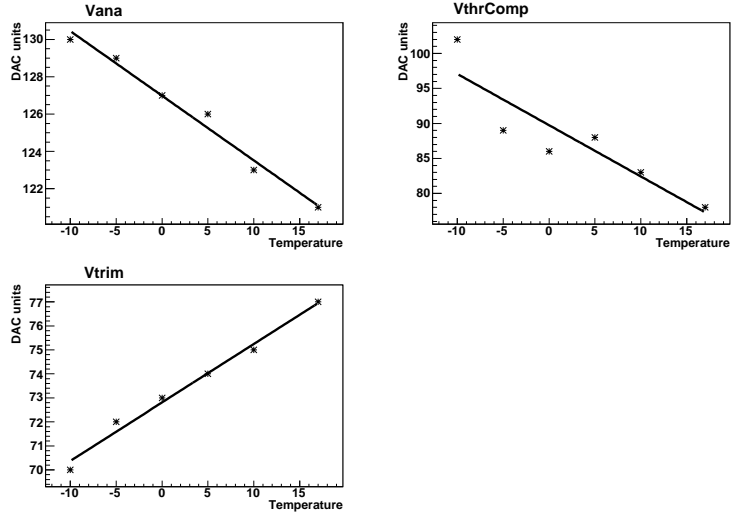 Vana
DAC units
130
128
126
124
122
-10 -5 0 5 10 15
Temperature
VthrComp
DAC units
100
95
90
85
80
-10 -5 0 5 10 15
Temperature
Vtrim
DAC units
77
76
75
74
73
72
71
70
-10 -5 0 5 10 15
Temperature